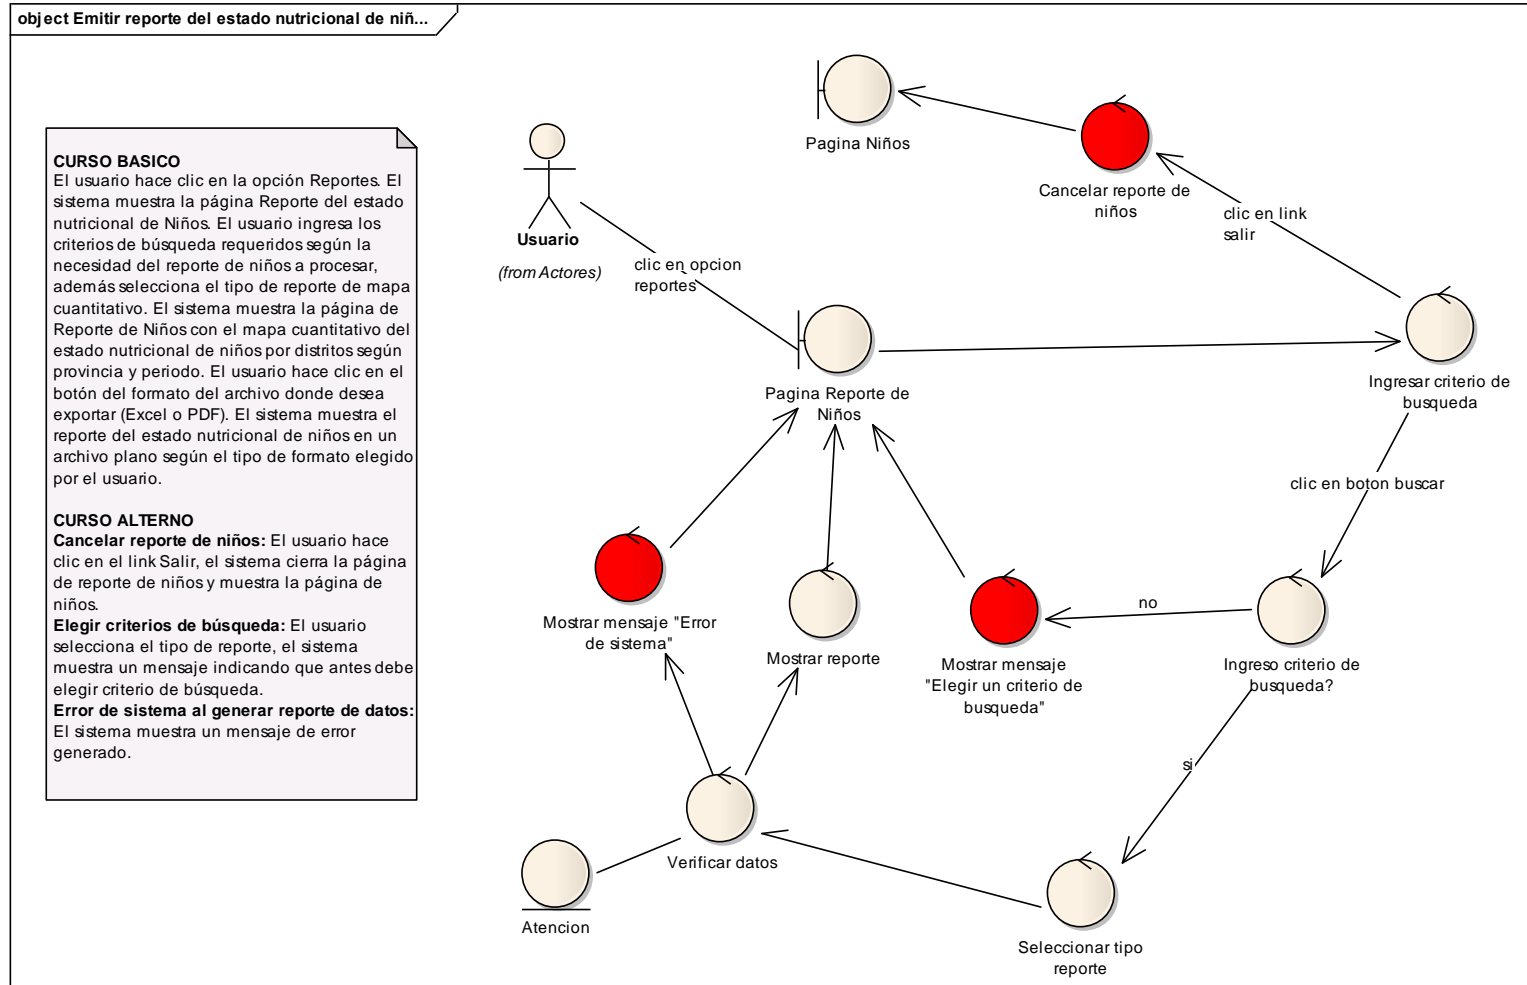 object Emitir reporte del estado nutricional de niñ...
CURSO BASICO
El usuario hace clic en la opción Reportes. El
sistema muestra la página Reporte del estado
nutricional de Niños. El usuario ingresa los
criterios de búsqueda requeridos según la
necesidad del reporte de niños a procesar,
además selecciona el tipo de reporte de mapa
cuantitativo. El sistema muestra la página de
Reporte de Niños con el mapa cuantitativo del
estado nutricional de niños por distritos según
provincia y periodo. El usuario hace clic en el
botón del formato del archivo donde desea
exportar (Excel o PDF). El sistema muestra el
reporte del estado nutricional de niños en un
archivo plano según el tipo de formato elegido
por el usuario.
CURSO ALTERNO
Cancelar reporte de niños: El usuario hace
clic en el link Salir, el sistema cierra la página
de reporte de niños y muestra la página de
niños.
Elegir criterios de búsqueda: El usuario
selecciona el tipo de reporte, el sistema
muestra un mensaje indicando que antes debe
elegir criterio de búsqueda.
Error de sistema al generar reporte de datos:
El sistema muestra un mensaje de error
generado.
Usuario
(from Actores)
clic en opcion
reportes
Pagina Niños
Cancelar reporte de
niños
clic en link
salir
Pagina Reporte de
Niños
Ingresar criterio de
busqueda
clic en boton buscar
Mostrar mensaje "Error
de sistema"
Mostrar reporte
Mostrar mensaje
"Elegir un criterio de
busqueda"
no
Ingreso criterio de
busqueda?
si
Verificar datos
Atencion
Seleccionar tipo
reporte